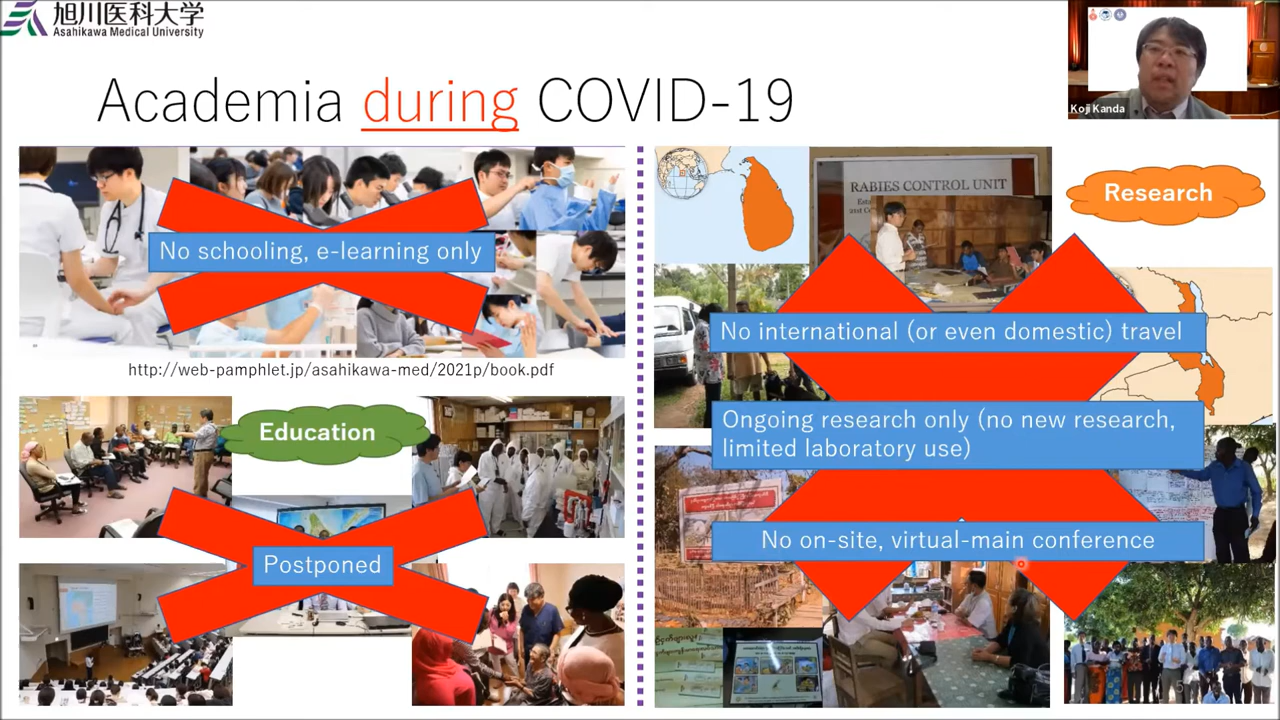 旭川医科大学
Asahikawa Medical University
Koji Kanda
Academia during COVID-19
No schooling, e-learning only
http://web-pamphlet.jp/asahikawa-med/2021p/book.pdf
Education
Postponed
RABIES CONTROL UNIT
Research
No international (or even domestic) travel
Ongoing research only (no new research,
limited laboratory use)
No on-site, virtual-main conference
5